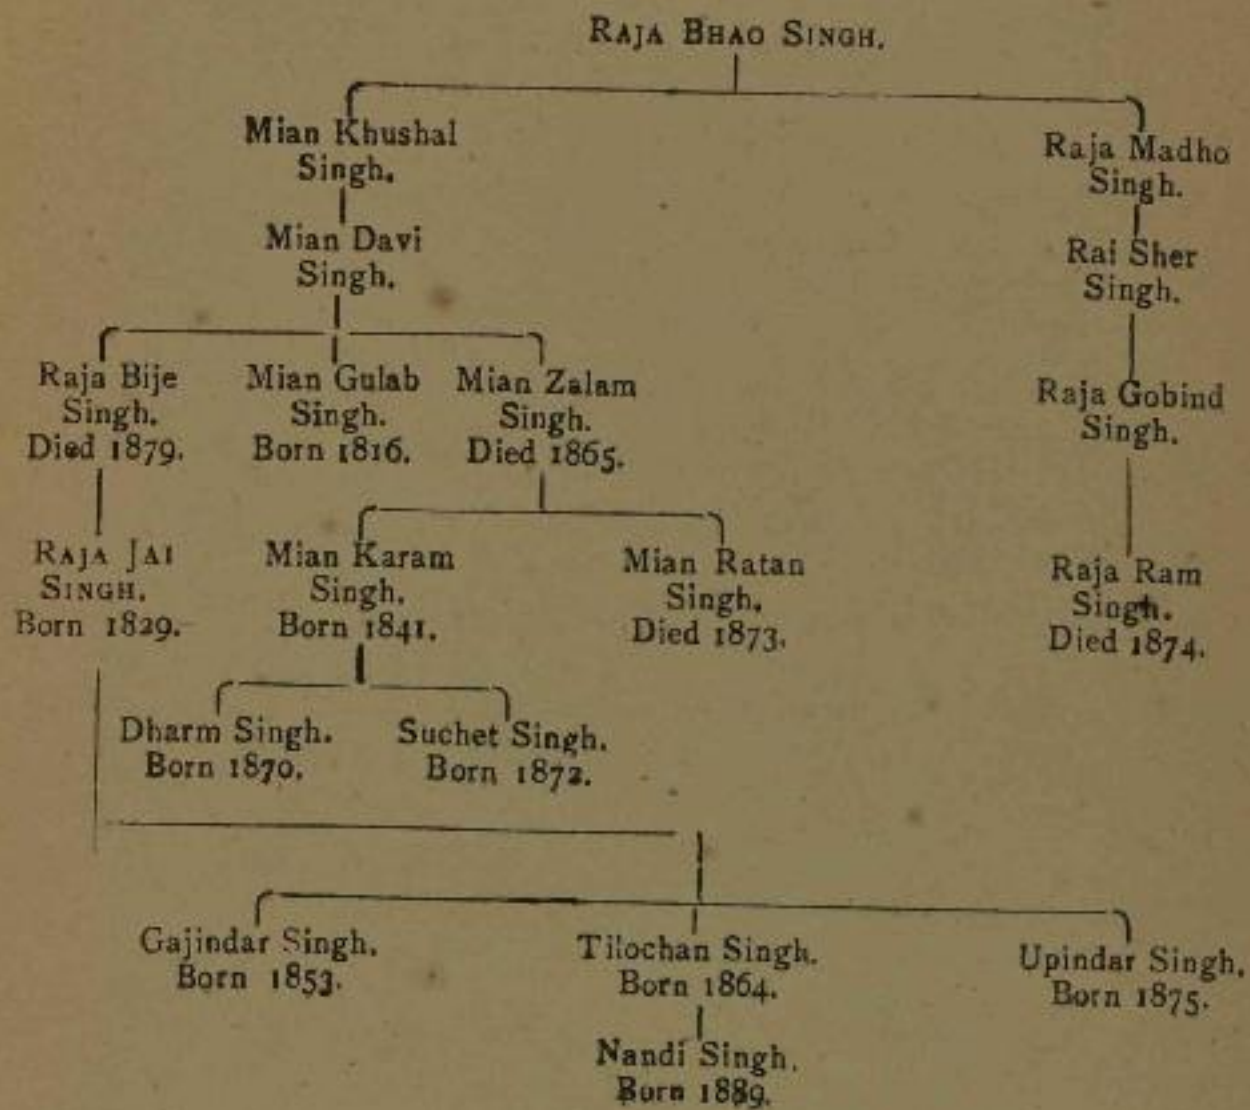 RAJA BHAO SINGH.
Mian Khushal
Singh.
Raja Madho
Singh.
Mian Davi
Singh.
Rai Sher
Singh.
Raja Bije
Singh.
Died 1879.
Mian Gulab
Singh.
Born 1816.
Mian Zalam
Singh.
Died 1865.
Raja Gobind
Singh.
RAJA JAI
SINGH.
Born 1829.
Mian Karam
Singh.
Born 1841.
Mian Ratan
Singh.
Died 1873.
Raja Ram
Singh.
Died 1874.
Dharm Singh.
Born 1870.
Suchet Singh.
Born 1872.
Gajindar Singh.
Born 1853.
Tilochan Singh.
Born 1864.
Upindar Singh.
Born 1875.
Nandi Singh.
Born 1889.